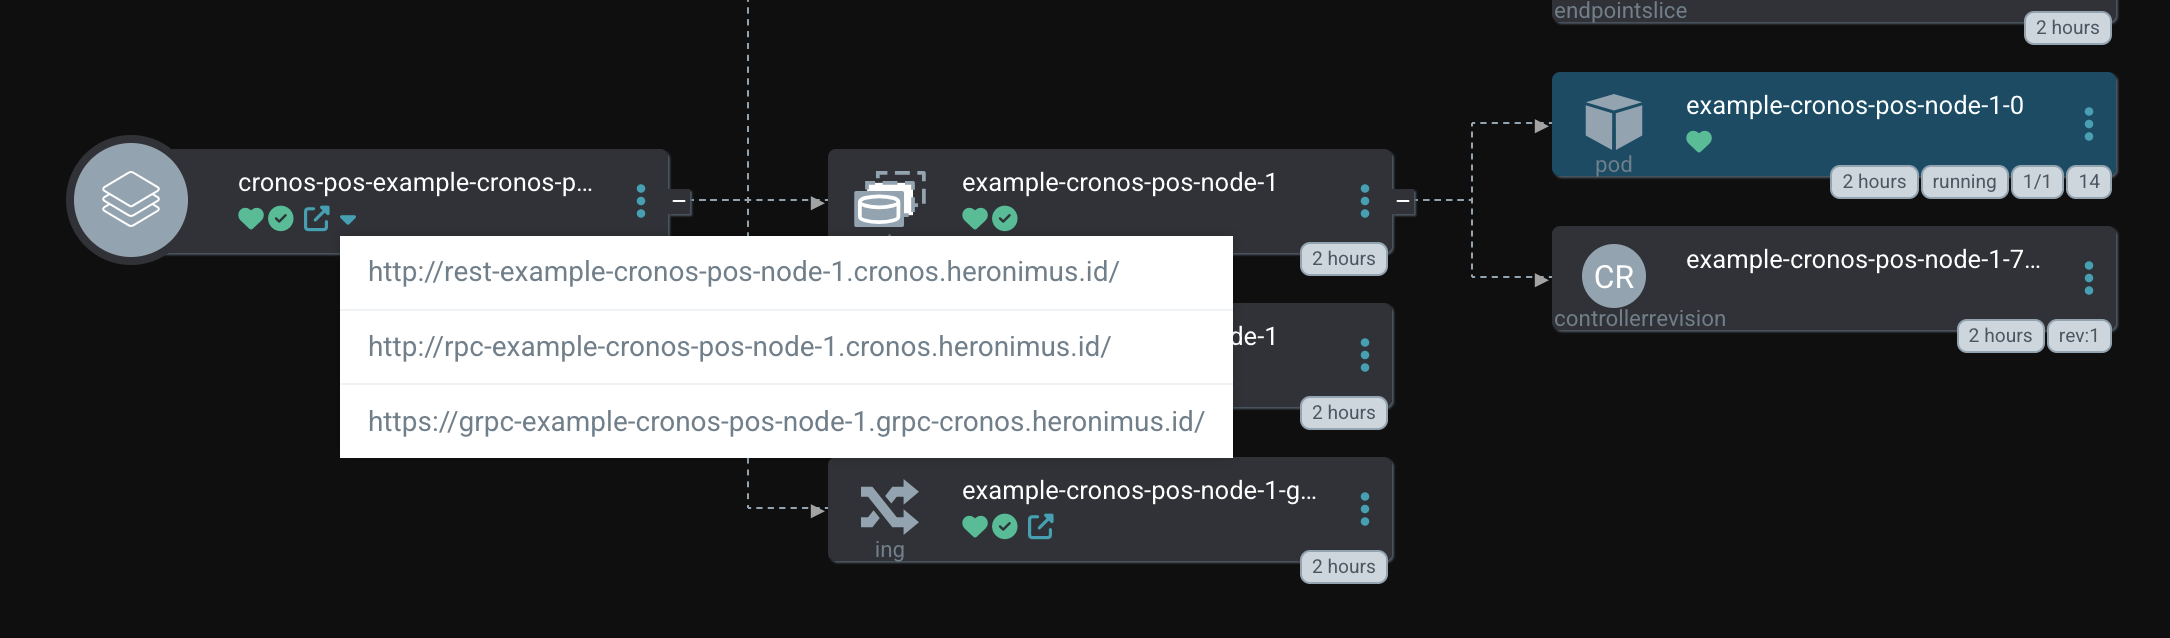 endpointslice
2 hours
example-cronos-pos-node-1-0
pod
2 hours running 1/1 14
cronos-pos-example-cronos-p...
example-cronos-pos-node-1
2 hours
example-cronos-pos-node-1-7...
CR
controllerrevision
2 hours rev:1
http://rest-example-cronos-pos-node-1.cronos.heronimus.id/
http://rpc-example-cronos-pos-node-1.cronos.heronimus.id/
https://grpc-example-cronos-pos-node-1.grpc-cronos.heronimus.id/
de-1
2 hours
example-cronos-pos-node-1-g...
ing
2 hours